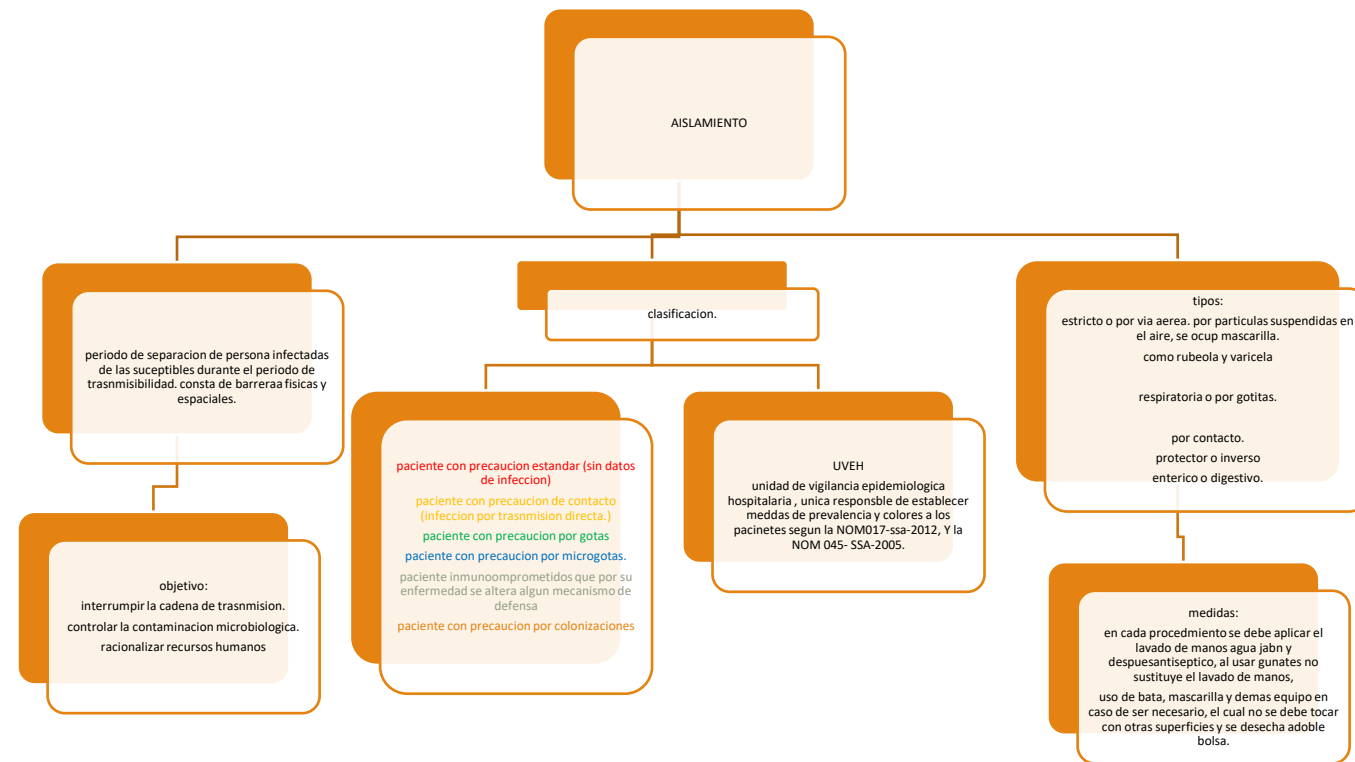 AISLAMIENTO
periodo de separacion de persona infectadas
de las suceptibles durante el periodo de
trasnmisibilidad. consta de barreraa fisicas y
espaciales.
objetivo:
interrumpir la cadena de trasnmision.
controlar la contaminacion microbiologica.
racionalizar recursos humanos
clasificacion.
paciente con precaucion estandar (sin datos
de infeccion)
paciente con precaucion de contacto
(infeccion por trasnmision directa.)
paciente con precaucion por gotas
paciente con precaucion por microgotas.
paciente inmunoomprometidos que por su
enfermedad se altera algun mecanismo de
defensa
paciente con precaucion por colonizaciones
UVEH
unidad de vigilancia epidemiologica
hospitalaria , unica responsble de establecer
meddas de prevalencia y colores a los
pacinetes segun la NOM017-ssa-2012, Y la
NOM 045- SSA-2005.
tipos:
estricto o por via aerea. por particulas suspendidas en
el aire, se ocup mascarilla.
como rubeola y varicela
respiratoria o por gotitas.
por contacto.
protector o inverso
enterico o digestivo.
medidas:
en cada procedmiento se debe aplicar el
lavado de manos agua jabn y
despuesantiseptico, al usar gunates no
sustituye el lavado de manos,
uso de bata, mascarilla y demas equipo en
caso de ser necesario, el cual no se debe tocar
con otras superficies y se desecha adoble
bolsa.